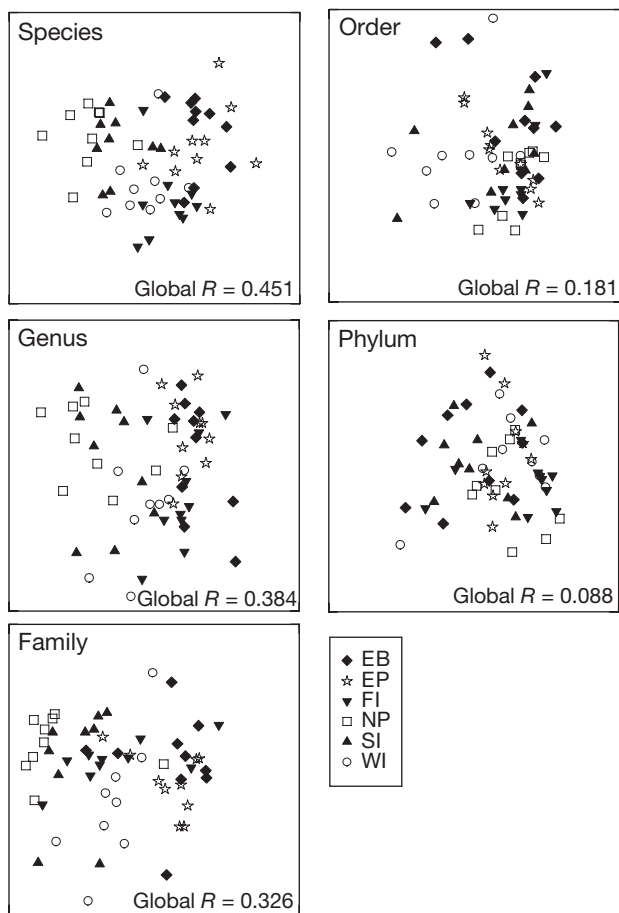 Species
Global R = 0.451
Order
Global R = 0.181
Genus
Global R = 0.384
Phylum
Global R = 0.088
Family
Global R = 0.326
EB
EP
FI
NP
SI
WI